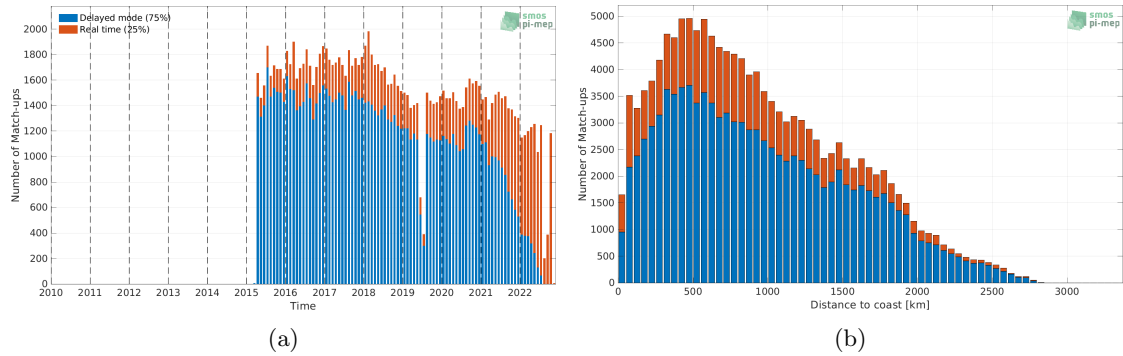 Delayed mode (75%)
Real time (25%)
smos
pi-mep
Number of Match-ups
2000
1800
1600
1400
1200
1000
800
600
400
200
0
2010 2011 2012 2013 2014 2015 2016 2017 2018 2019 2020 2021 2022
Time
(a)
smos
pi-mep
Number of Match-ups
5000
4500
4000
3500
3000
2500
2000
1500
1000
500
0
0 500 1000 1500 2000 2500 3000
Distance to coast [km]
(b)